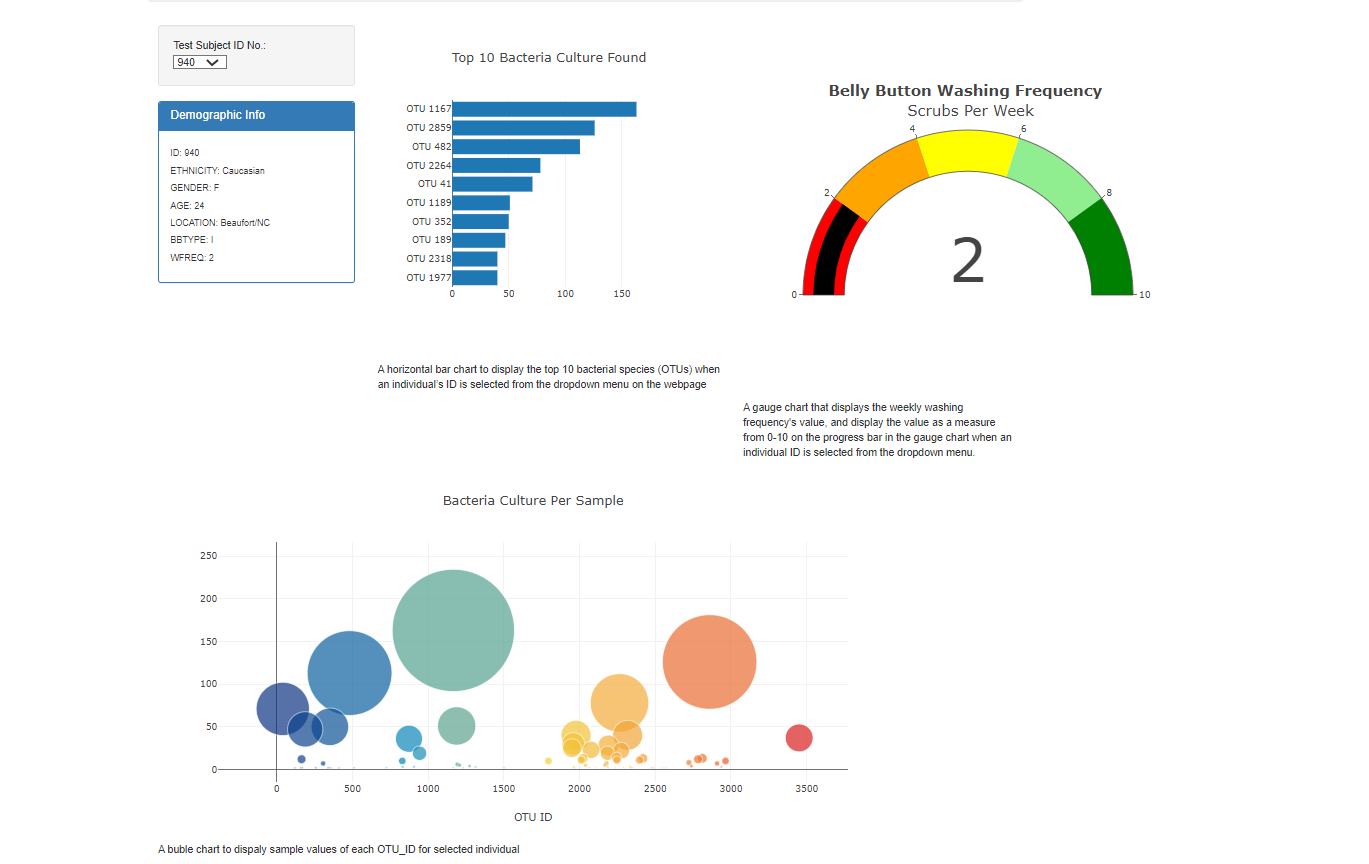 Test Subject ID No.:
940
Demographic Info
ID: 940
ETHNICITY: Caucasian
GENDER: F
AGE: 24
LOCATION: Beaufort/NC
BBTYPE: I
WFREQ: 2
Top 10 Bacteria Culture Found
OTU 1167
OTU 2859
OTU 482
OTU 2264
OTU 41
OTU 1189
OTU 352
OTU 189
OTU 2318
OTU 1977
0 50 100 150
A horizontal bar chart to display the top 10 bacterial species (OTUs) when
an individual's ID is selected from the dropdown menu on the webpage
Belly Button Washing Frequency
Scrubs Per Week
0
2
4
6
8
10
2
A gauge chart that displays the weekly washing
frequency's value, and display the value as a measure
from 0-10 on the progress bar in the gauge chart when an
individual ID is selected from the dropdown menu.
Bacteria Culture Per Sample
250
200
150
100
50
0
0 500 1000 1500 2000 2500 3000 3500
OTU ID
A buble chart to dispaly sample values of each OTU_ID for selected individual